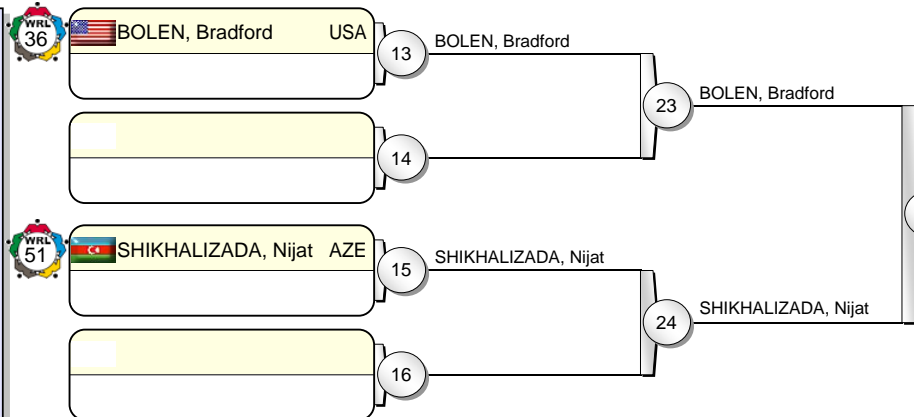 WRL
36
BOLEN, Bradford USA
13
BOLEN, Bradford
23
BOLEN, Bradford
14
WRL
51
SHIKHALIZADA, Nijat AZE
15
SHIKHALIZADA, Nijat
24
SHIKHALIZADA, Nijat
16